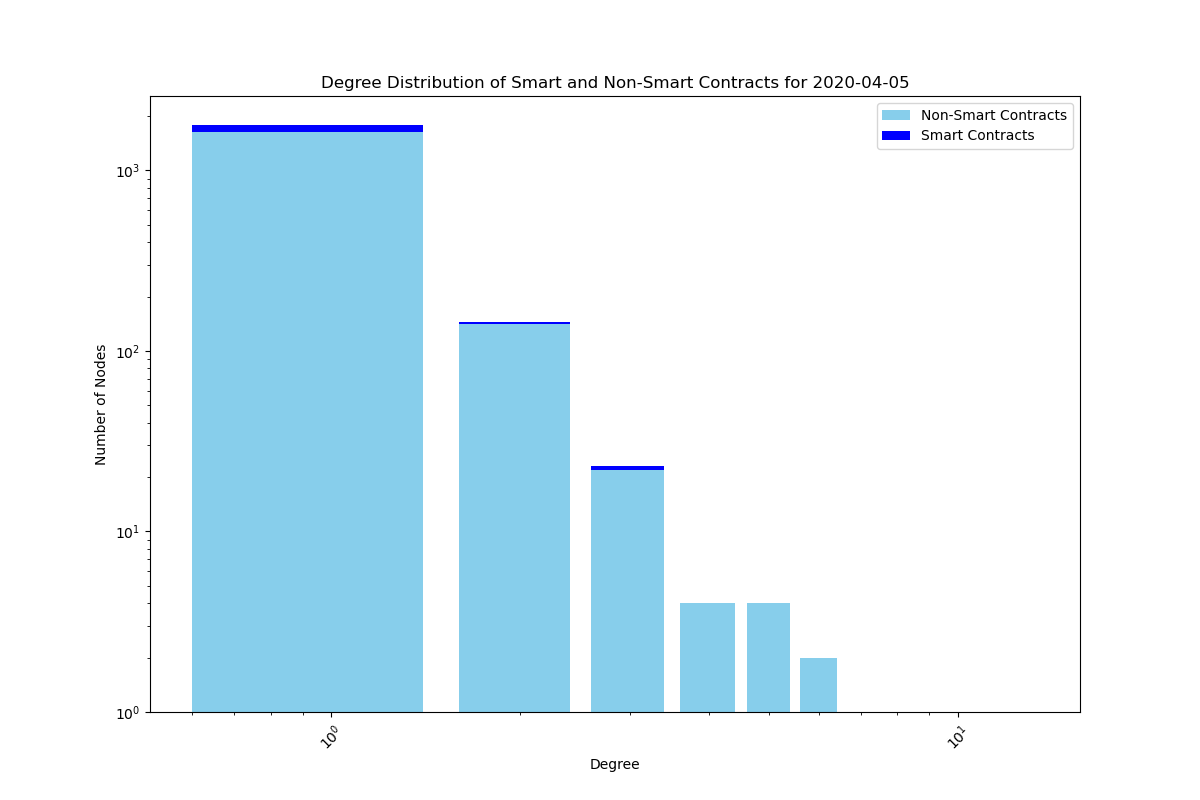 Degree Distribution of Smart and Non-Smart Contracts for 2020-04-05
Non-Smart Contracts
Smart Contracts
Number of Nodes
10³
10²
10¹
10⁰
10⁰
10¹
Degree